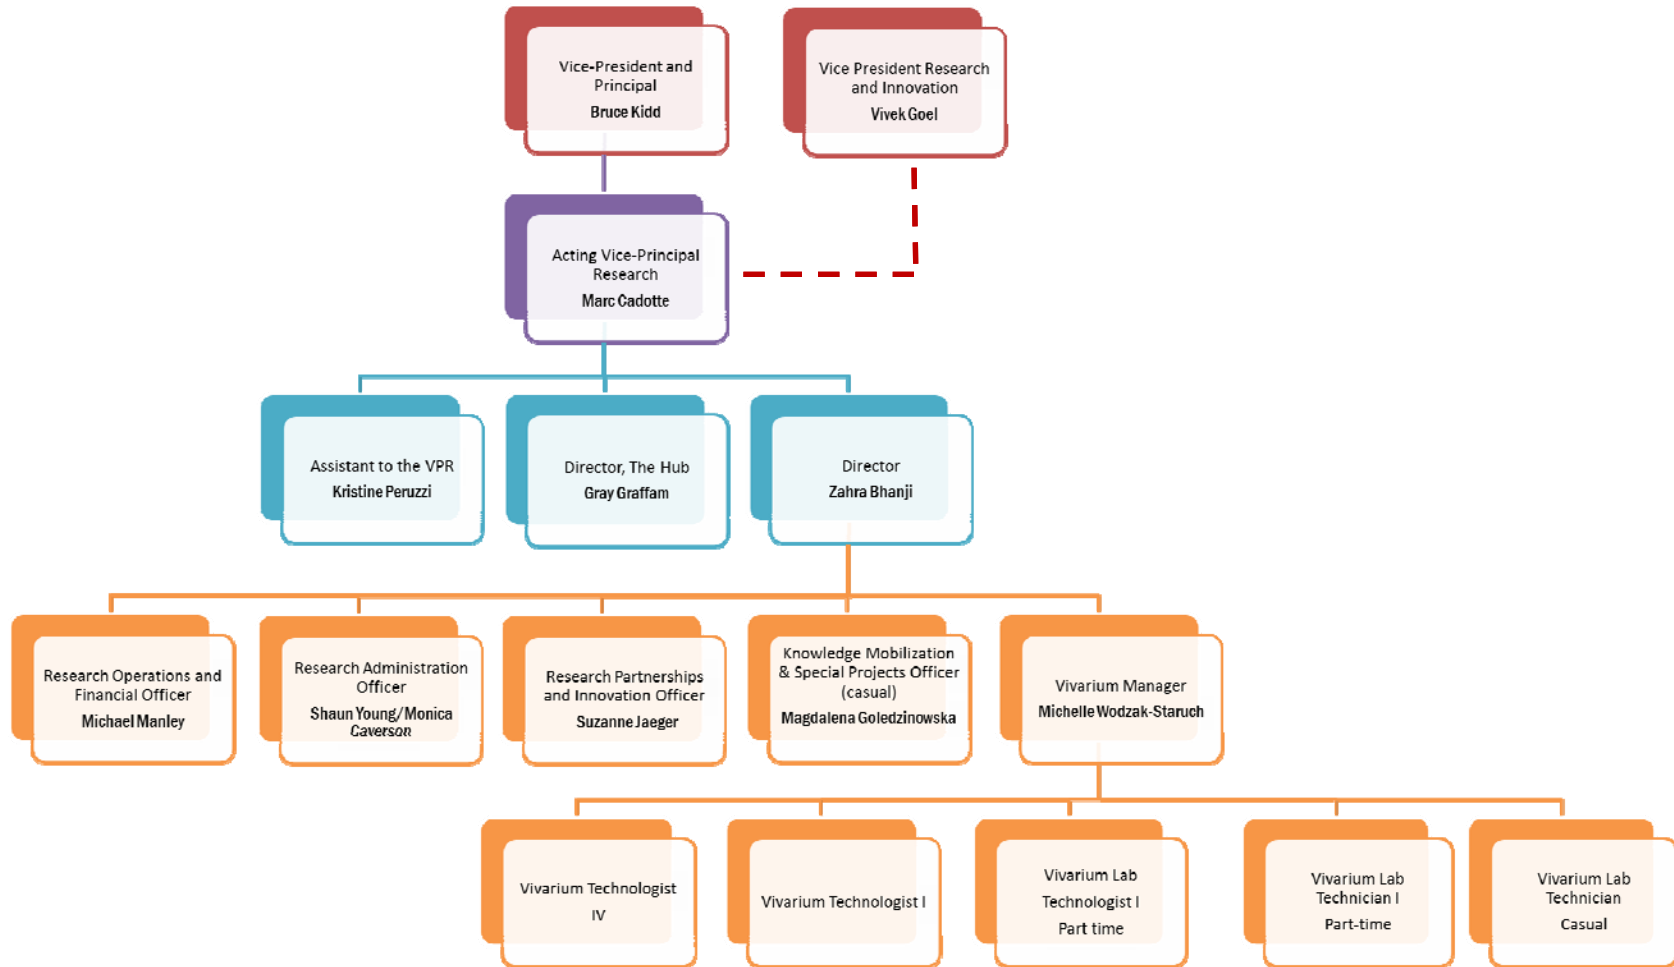 Vice-President and
Principal
Bruce Kidd
Vice President Research
and Innovation
Vivek Goel
Acting Vice-Principal
Research
Marc Cadotte
Assistant to the VPR
Kristine Peruzzi
Director, The Hub
Gray Graffam
Director
Zahra Bhanji
Research Operations and
Financial Officer
Michael Manley
Research Administration
Officer
Shaun Young/Monica
Caverson
Research Partnerships
and Innovation Officer
Suzanne Jaeger
Knowledge Mobilization
& Special Projects Officer
(casual)
Magdalena Goledzinowska
Vivarium Manager
Michelle Wodzak-Staruch
Vivarium Technologist
IV
Vivarium Technologist I
Vivarium Lab
Technologist I
Part time
Vivarium Lab
Technician I
Part-time
Vivarium Lab
Technician
Casual